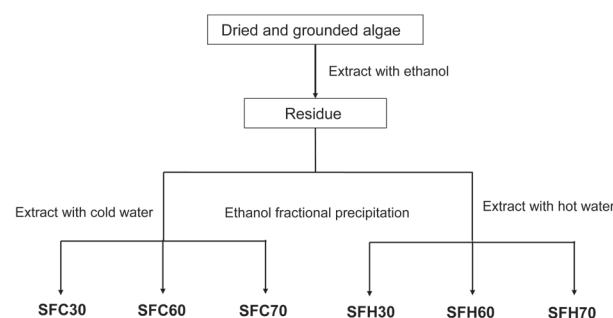 Dried and grounded algae
Extract with ethanol
Residue
Extract with cold water
Ethanol fractional precipitation
Extract with hot water
SFC30
SFC60
SFC70
SFH30
SFH60
SFH70